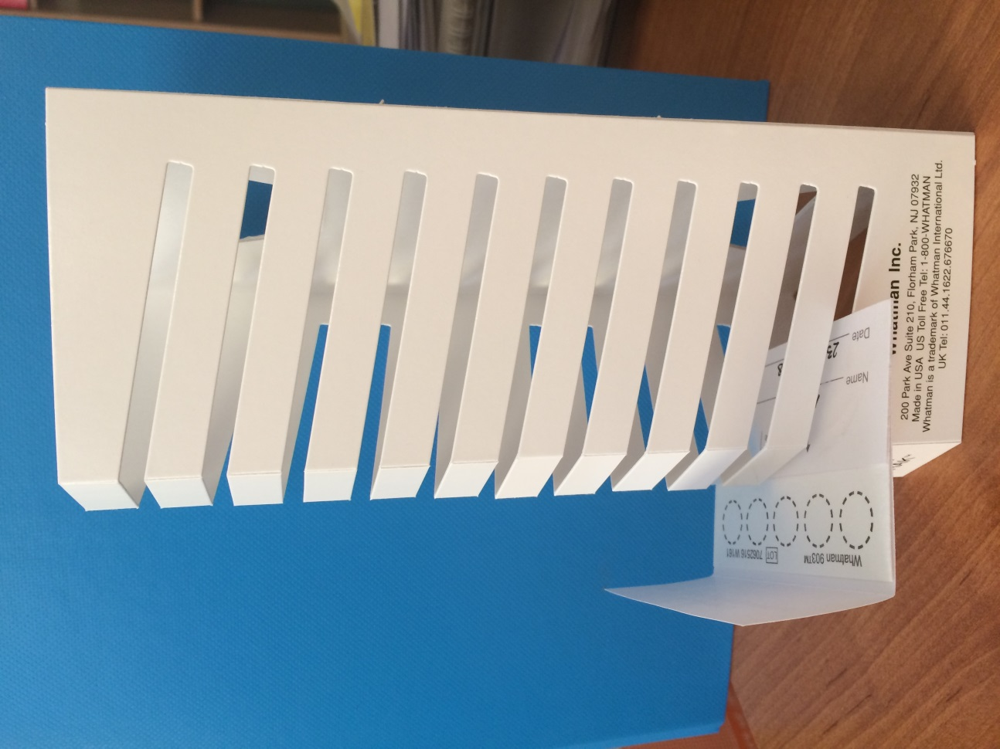 Whatman Inc.
200 Park Ave Suite 210, Florham Park, NJ 07932
Made in USA US Toll Free Tel: 1-800-WHATMAN
Whatman is a trademark of Whatman International Ltd.
UK Tel: 011.44.1622.676670
Name
Date
Whatman 903™
LOT 7062516 W161